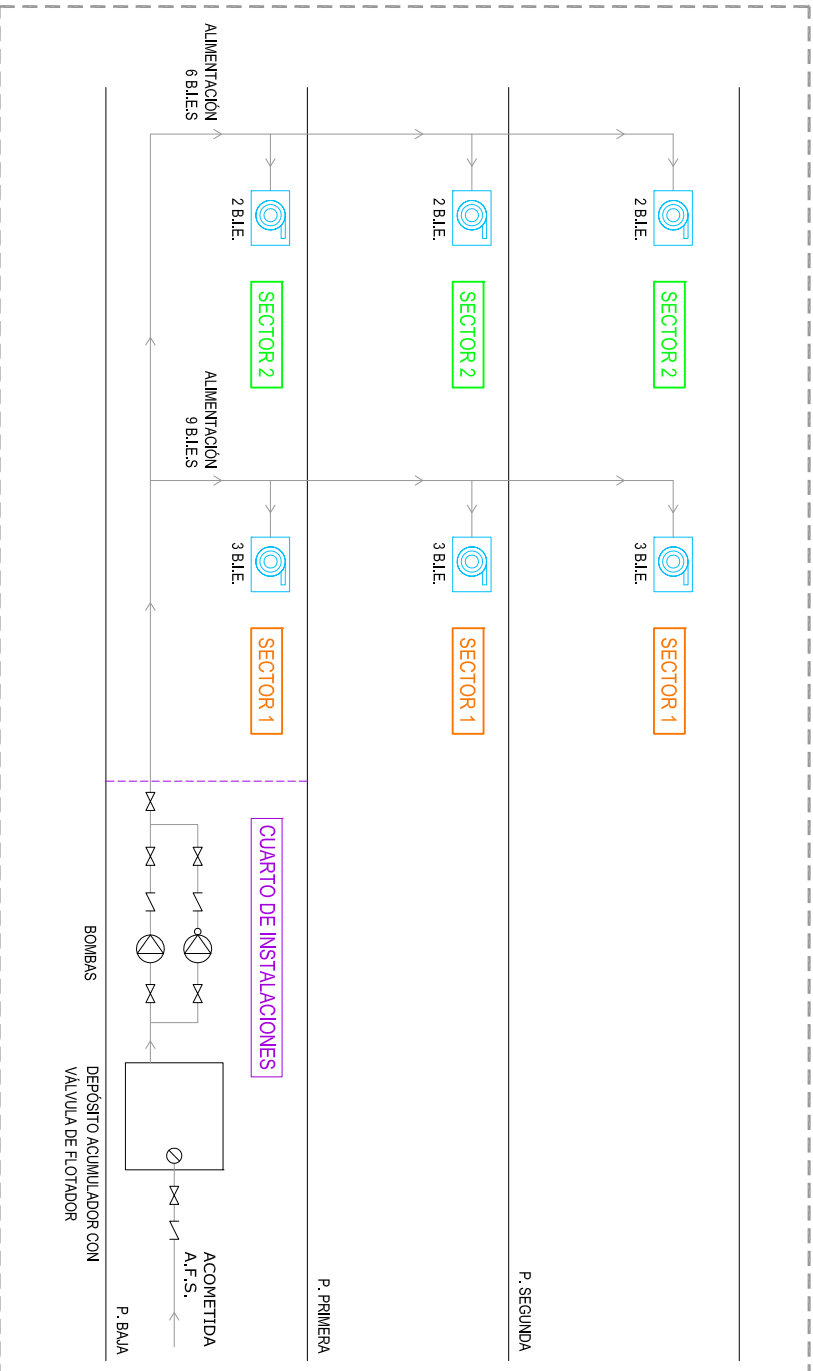 2 B.I.E.
SECTOR 2
3 B.I.E.
SECTOR 1
P. SEGUNDA
2 B.I.E.
SECTOR 2
3 B.I.E.
SECTOR 1
P. PRIMERA
2 B.I.E.
SECTOR 2
3 B.I.E.
SECTOR 1
CUARTO DE INSTALACIONES
ALIMENTACIÓN
6 B.I.E.S
ALIMENTACIÓN
9 B.I.E.S
ACOMETIDA
A.F.S.
BOMBAS
DEPÓSITO ACUMULADOR CON
VÁLVULA DE FLOTADOR
P. BAJA